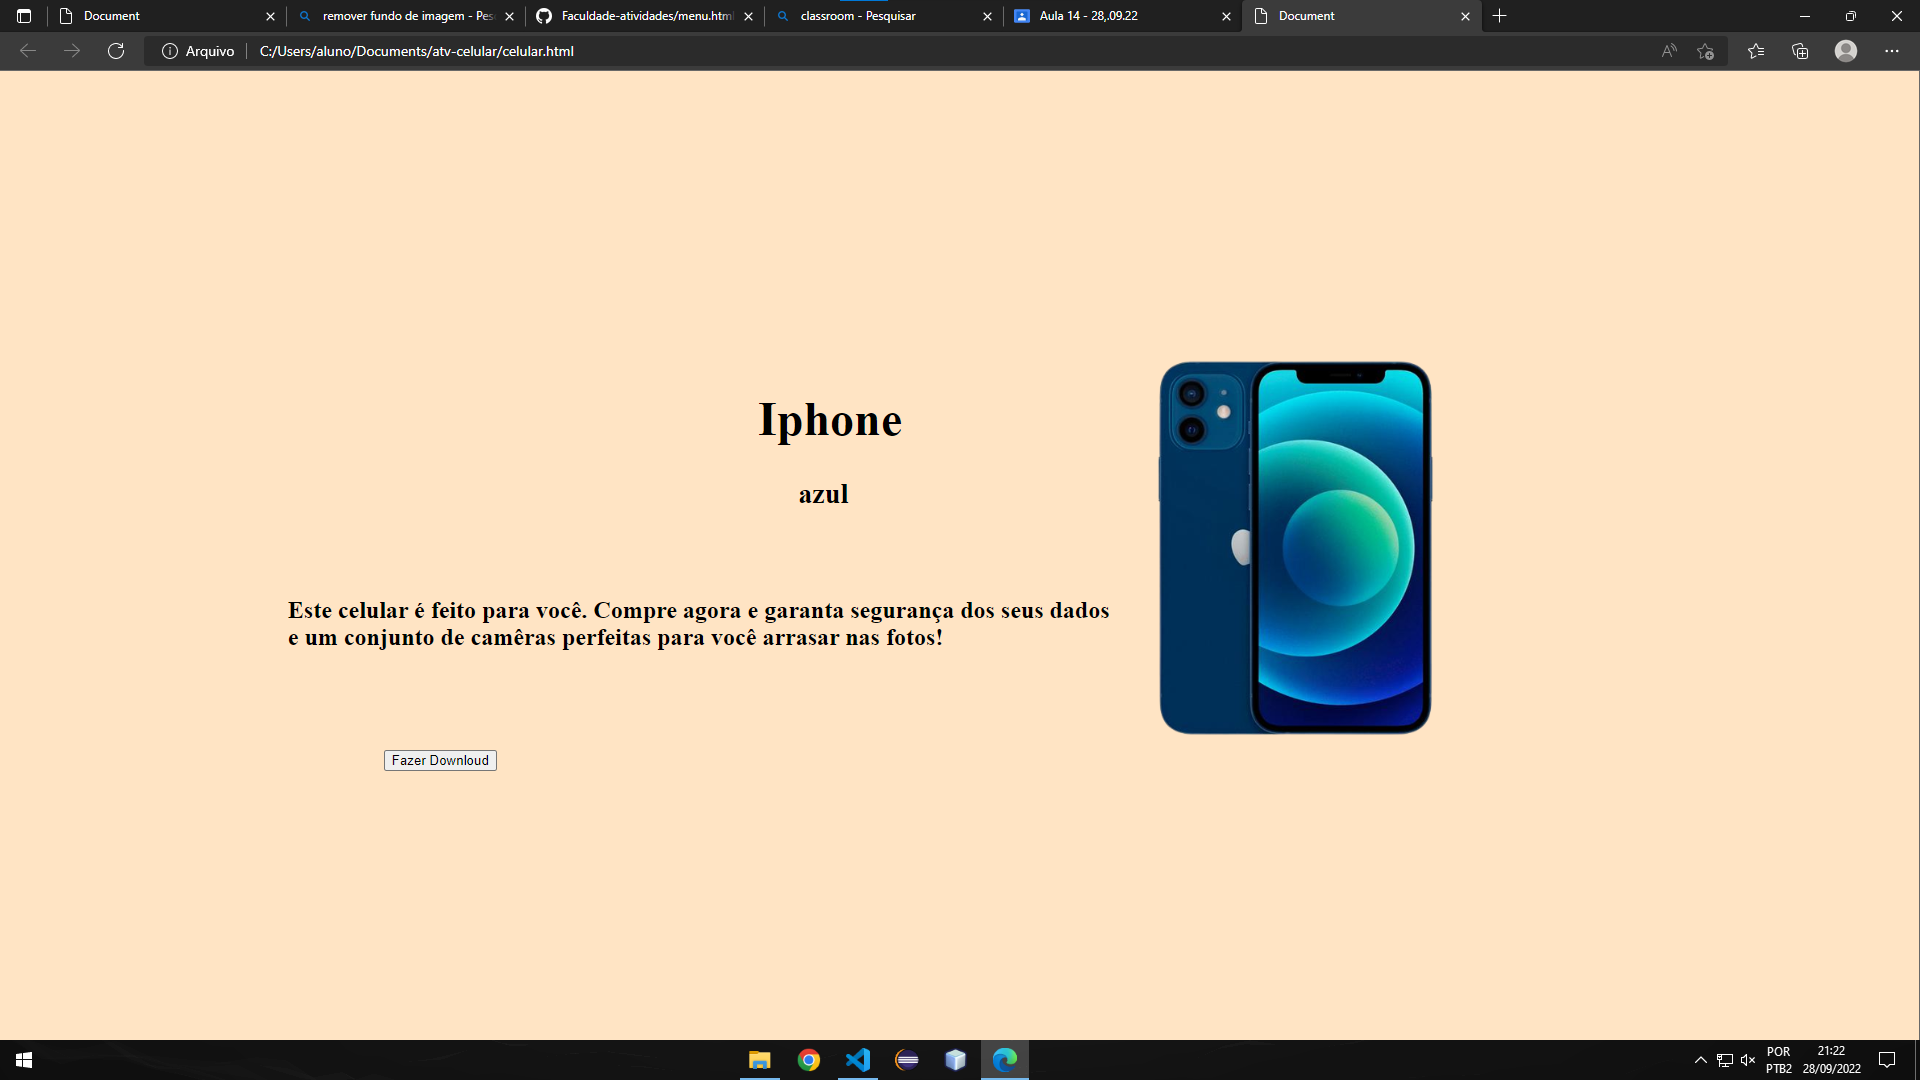 Document
remover fundo de imagem - Pes
Faculdade-atividades/menu.html
classroom - Pesquisar
Aula 14 - 28,.09.22
Document
Arquivo
C:/Users/aluno/Documents/atv-celular/celular.html
Iphone
azul
Este celular é feito para você. Compre agora e garanta segurança dos seus dados
e um conjunto de camêras perfeitas para você arrasar nas fotos!
Fazer Downloud
POR
PTB2
21:22
28/09/2022